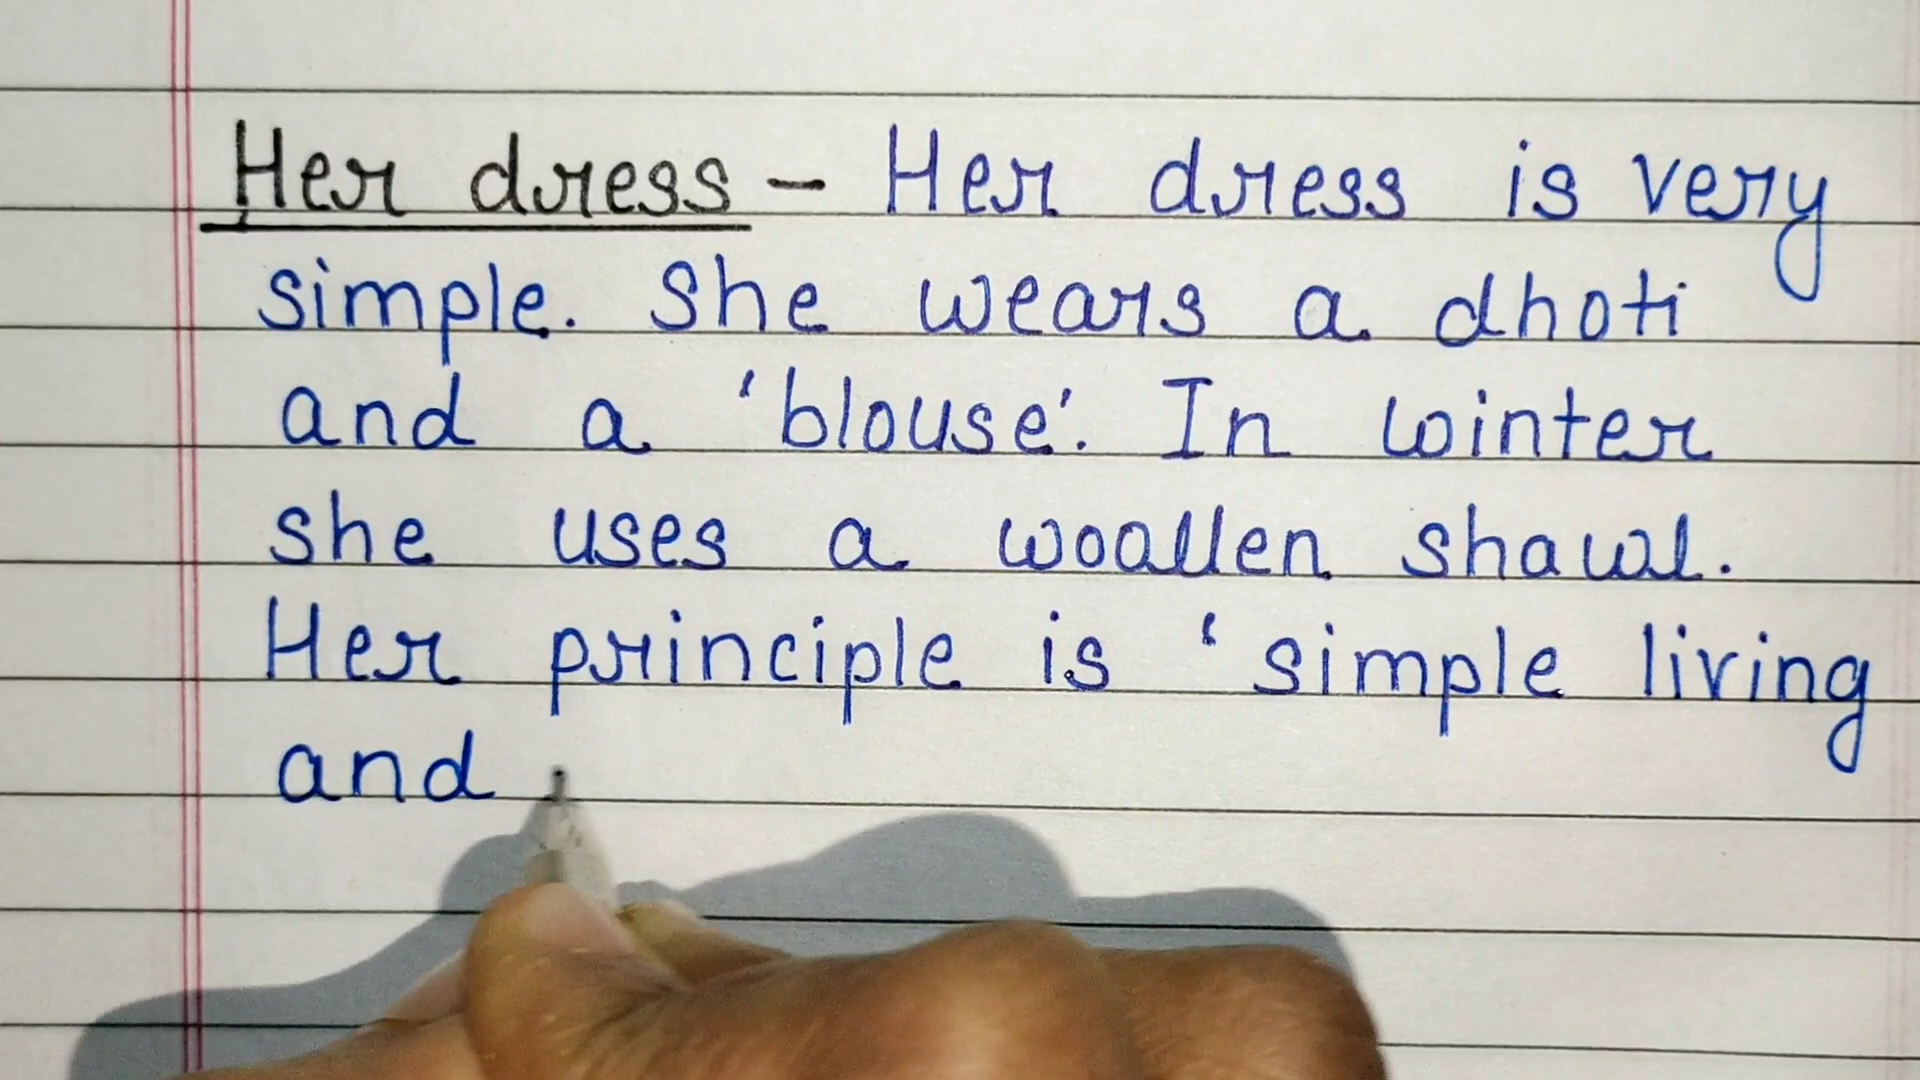 Her dress - Her dress is very
simple. She wears a dhoti
and a 'blouse'. In winter
she uses a woallen shawl.
Her principle is ' simple living
and